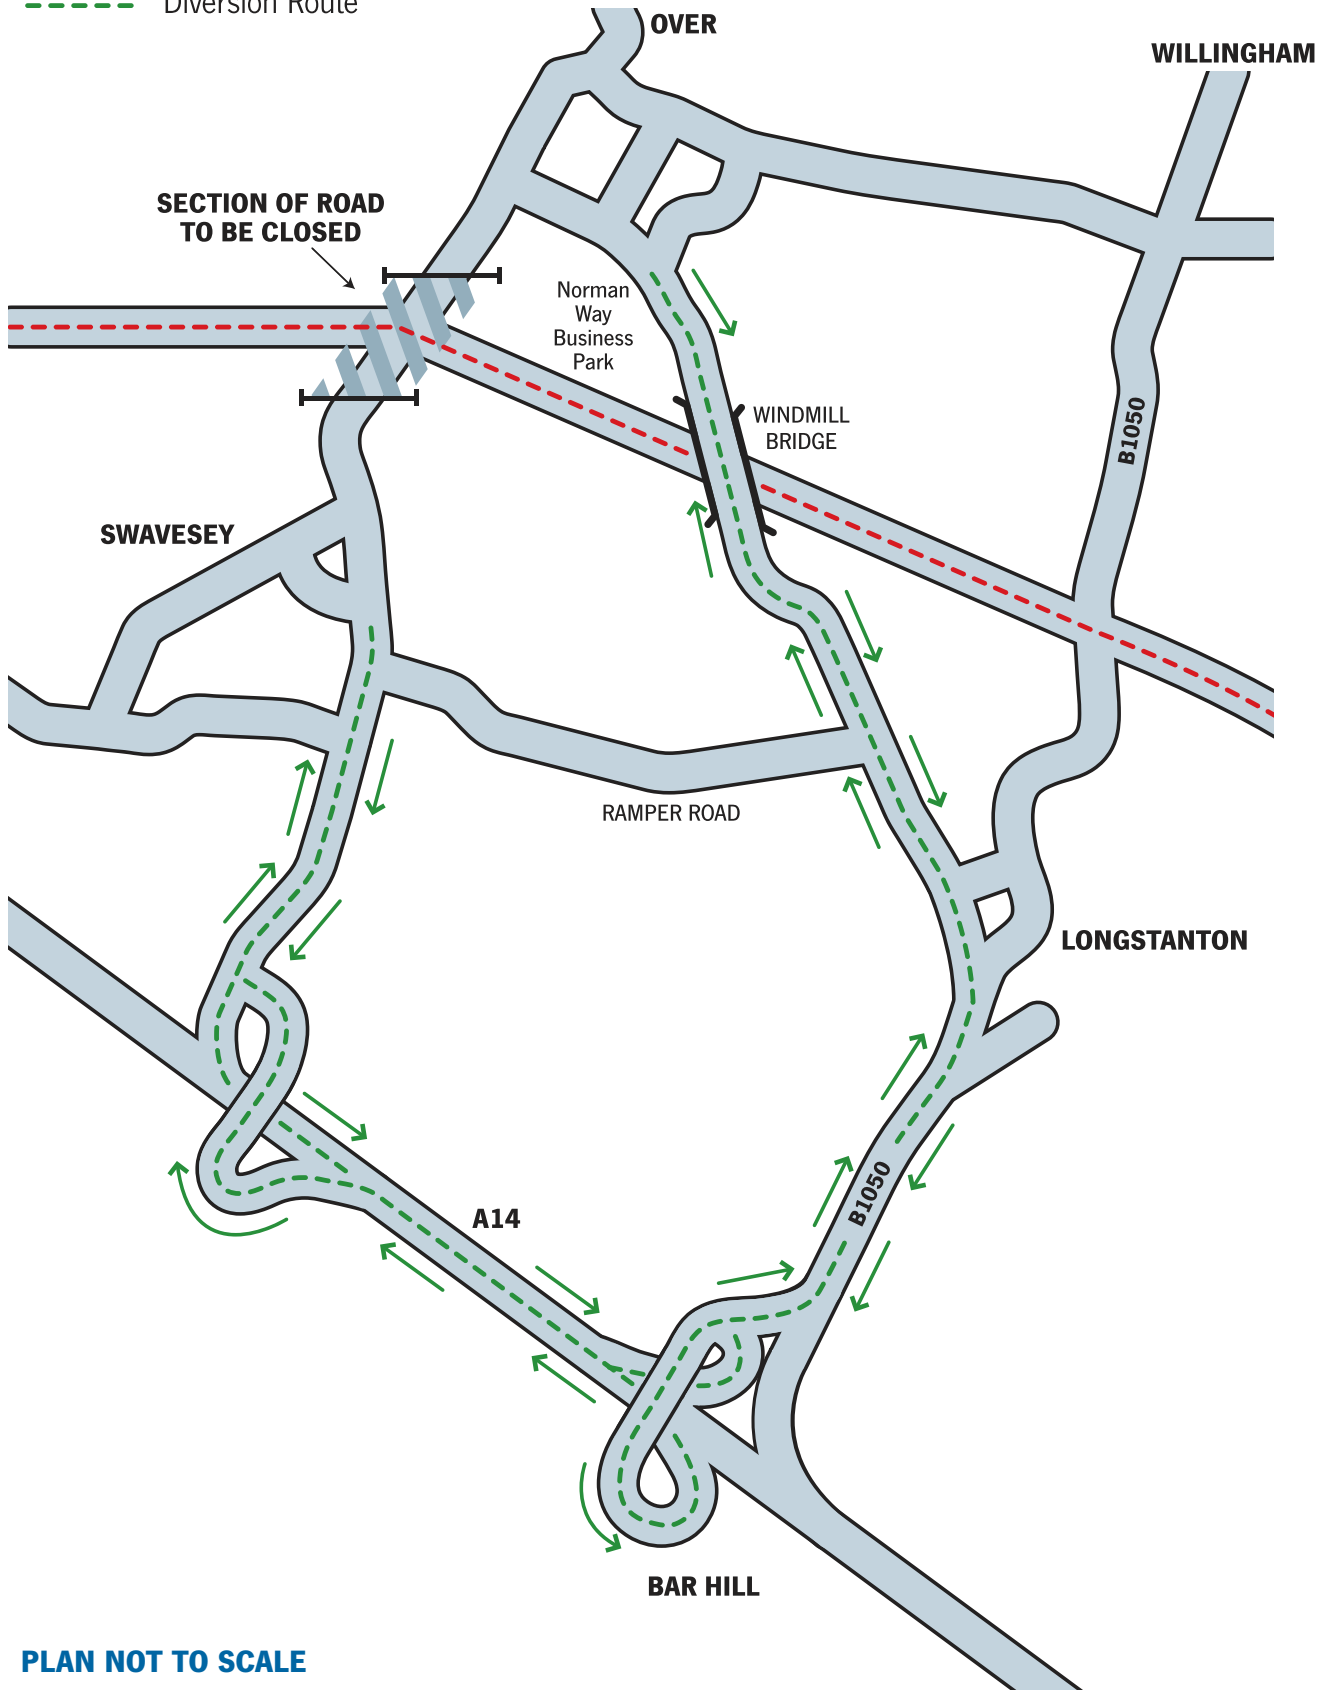 Diversion Route
OVER
WILLINGHAM
SECTION OF ROAD
TO BE CLOSED
Norman
Way
Business
Park
WINDMILL
BRIDGE
B1050
SWAVESEY
RAMPER ROAD
LONGSTANTON
B1050
A14
BAR HILL
PLAN NOT TO SCALE